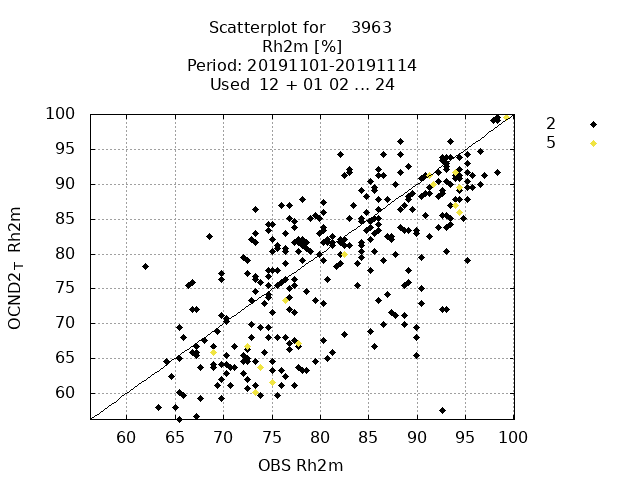 Scatterplot for 3963
Rh2m [%]
Period: 20191101-20191114
Used 12 + 01 02 ... 24
2
5
OCND2T Rh2m
100
95
90
85
80
75
70
65
60
60 65 70 75 80 85 90 95 100
OBS Rh2m